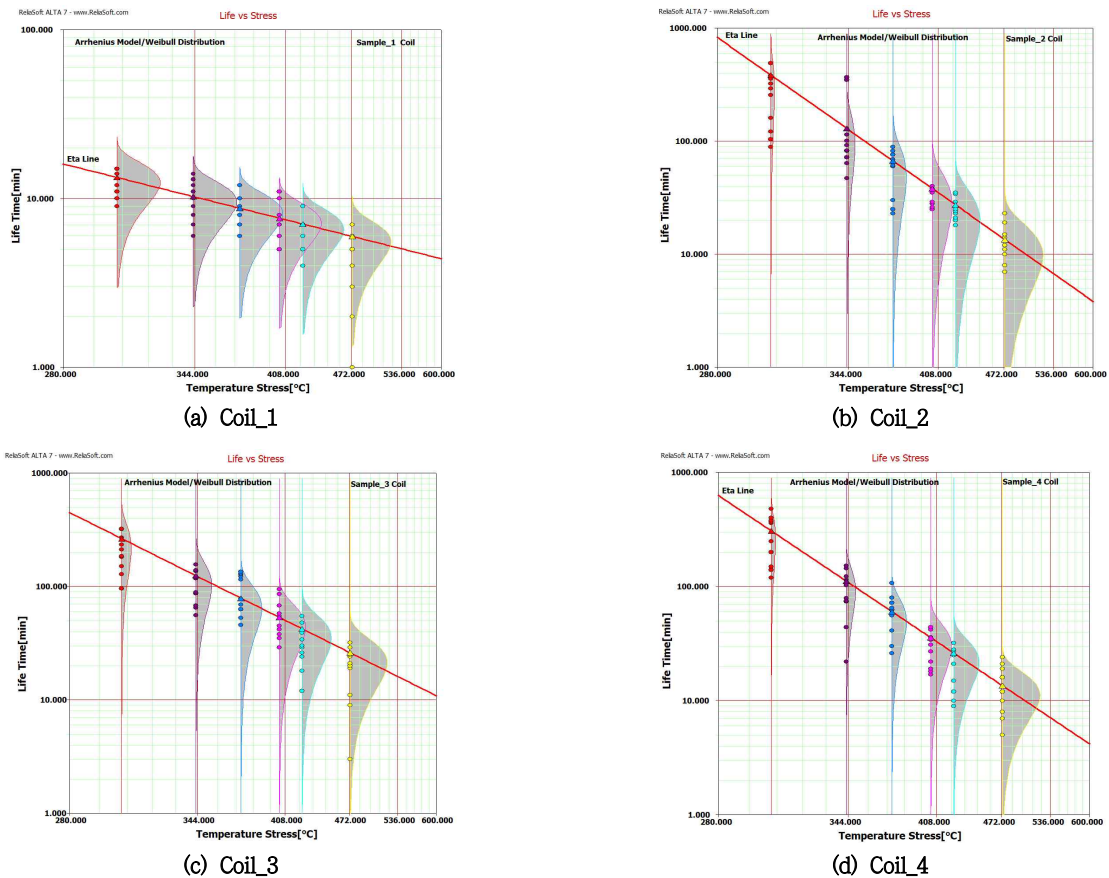 ReliaSoft ALTA 7 - www.ReliaSoft.com
Life vs Stress
100.000
Arrhenius Model/Weibull Distribution
Sample_1 Coil
Eta Line
10.000
Life Time[min]
1.000
280.000
344.000
408.000
472.000
536.000
600.000
Temperature Stress[°C]
(a) Coil_1
ReliaSoft ALTA 7 - www.ReliaSoft.com
Life vs Stress
1000.000
Arrhenius Model/Weibull Distribution
Sample_2 Coil
100.000
Life Time[min]
10.000
1.000
280.000
344.000
408.000
472.000
536.000
600.000
Temperature Stress[°C]
(b) Coil_2
ReliaSoft ALTA 7 - www.ReliaSoft.com
Life vs Stress
1000.000
Arrhenius Model/Weibull Distribution
Sample_3 Coil
100.000
Life Time[min]
10.000
1.000
280.000
344.000
408.000
472.000
536.000
600.000
Temperature Stress[°C]
(c) Coil_3
ReliaSoft ALTA 7 - www.ReliaSoft.com
Life vs Stress
1000.000
Arrhenius Model/Weibull Distribution
Sample_4 Coil
Eta Line
100.000
Life Time[min]
10.000
1.000
280.000
344.000
408.000
472.000
536.000
600.000
Temperature Stress[°C]
(d) Coil_4